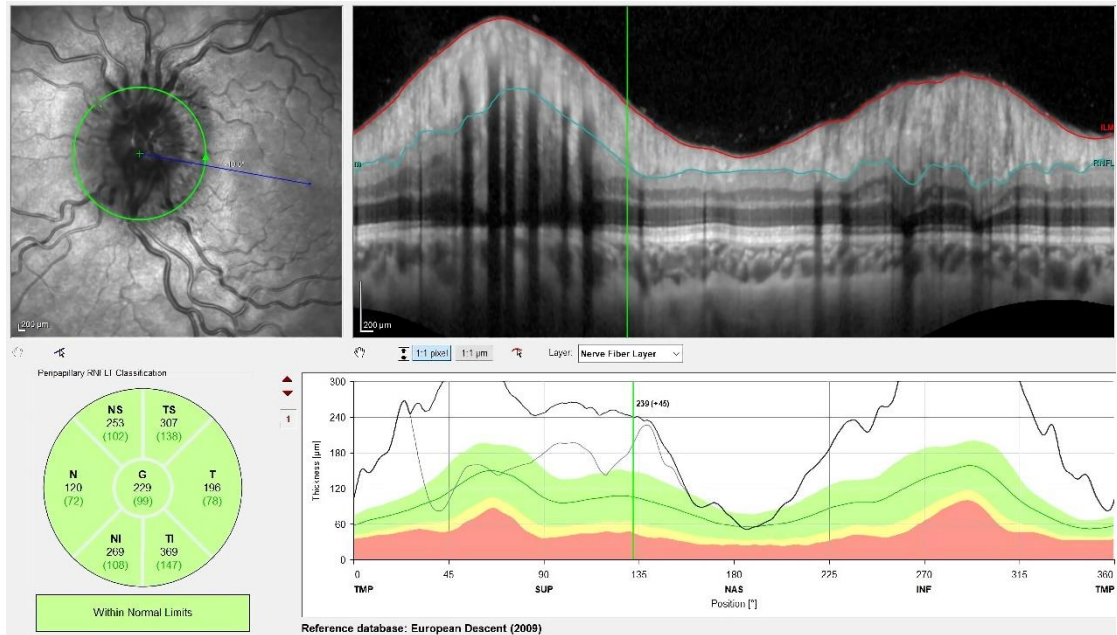 -10.0°
200 µm
ILM
RNFL
200 µm
1:1 pixel 1:1 µm Layer: Nerve Fiber Layer
Peripapillary RNFLT Classification
NS TS
253 307
(102) (138)
N G T
120 229 196
(72) (99) (78)
NI TI
269 369
(108) (147)
Within Normal Limits
1
Thickness [µm]
300
240
180
120
60
0
239 (+45)
0 45 90 135 180 225 270 315 360
TMP SUP NAS INF TMP
Position [°]
Reference database: European Descent (2009)